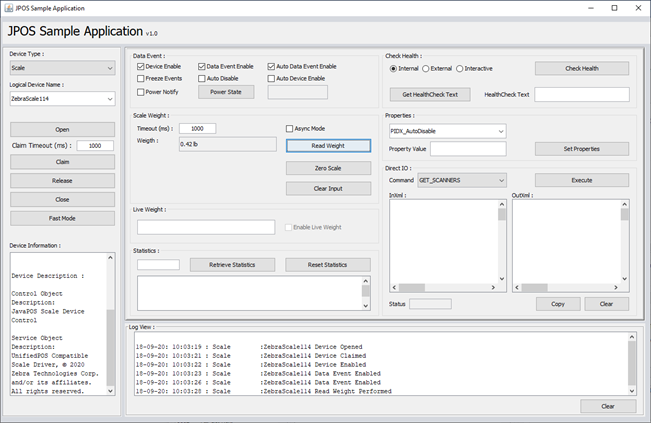 JPOS Sample Application
JPOS Sample Application v1.0
Device Type :
Scale
Logical Device Name :
ZebraScale114
Open
Claim Timeout (ms) : 1000
Claim
Release
Close
Fast Mode
Device Information :
Device Description :
Control Object
Description:
JavaPOS Scale Device
Control
Service Object
Description:
UnifiedPOS Compatible
Scale Driver, © 2020
Zebra Technologies Corp.
and/or its affiliates.
All rights reserved.
Data Event :
Device Enable Data Event Enable Auto Data Event Enable
Freeze Events Auto Disable Auto Device Enable
Power Notify Power State
Scale Weight :
Timeout (ms) : 1000 Async Mode
Weigth : 0.42 lb Read Weight
Zero Scale
Clear Input
Live Weight :
Enable Live Weight
Statistics :
Retrieve Statistics Reset Statistics
Check Health :
Internal External Interactive Check Health
Get HealthCheck Text HealthCheck Text
Properties :
PIDX_AutoDisable
Property Value Set Properties
Direct IO :
Command GET_SCANNERS Execute
InXml : OutXml :
Status Copy Clear
Log View :
18-09-20: 10:03:19 : Scale :ZebraScale114 Device Opened
18-09-20: 10:03:21 : Scale :ZebraScale114 Device Claimed
18-09-20: 10:03:22 : Scale :ZebraScale114 Device Enabled
18-09-20: 10:03:23 : Scale :ZebraScale114 Data Event Enabled
18-09-20: 10:03:26 : Scale :ZebraScale114 Data Event Enabled
18-09-20: 10:03:28 : Scale :ZebraScale114 Read Weight Performed
Clear